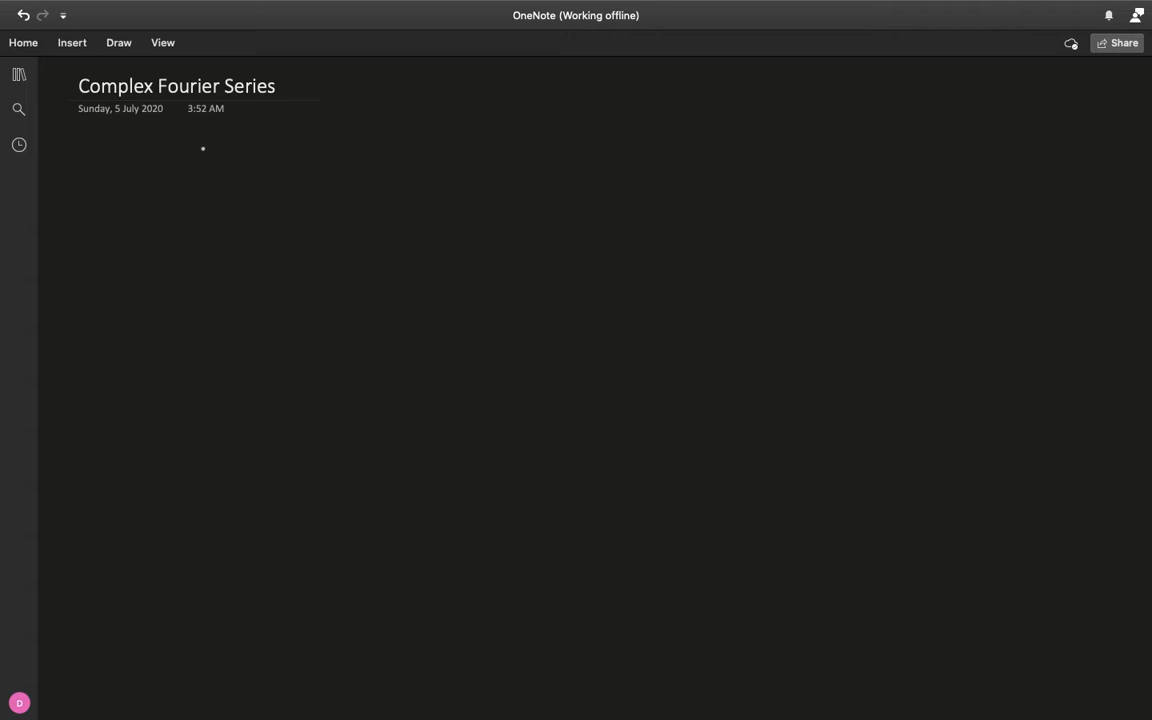 OneNote (Working offline)
Home Insert Draw View Share
Complex Fourier Series
Sunday, 5 July 2020 3:52 AM
D